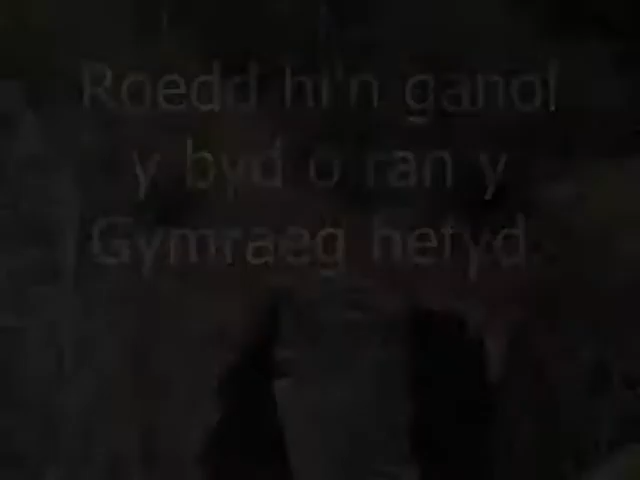 Roedd hi'n ganol
y byd o ran y
Gymraeg hefyd.